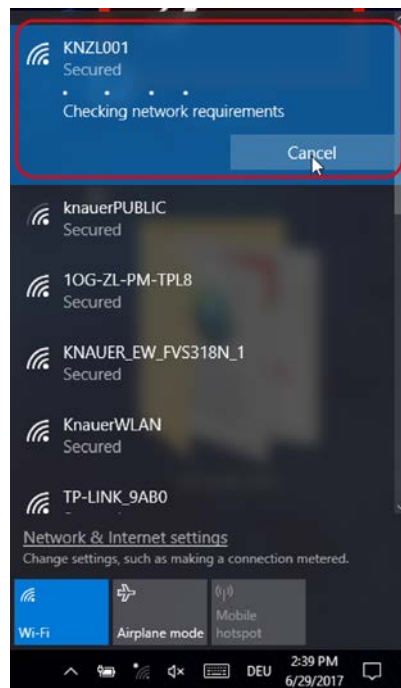 KNZL001
Secured
Checking network requirements
Cancel
knauerPUBLIC
Secured
1OG-ZL-PM-TPL8
Secured
KNAUER_EW_FVS318N_1
Secured
KnauerWLAN
Secured
TP-LINK_9AB0
Network & Internet settings
Change settings, such as making a connection metered.
Wi-Fi
Airplane mode
Mobile
hotspot
DEU
2:39 PM
6/29/2017